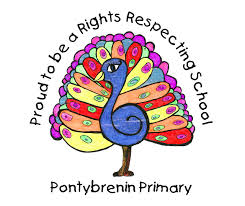 Proud to be a Rights Respecting School
Pontybrenin Primary